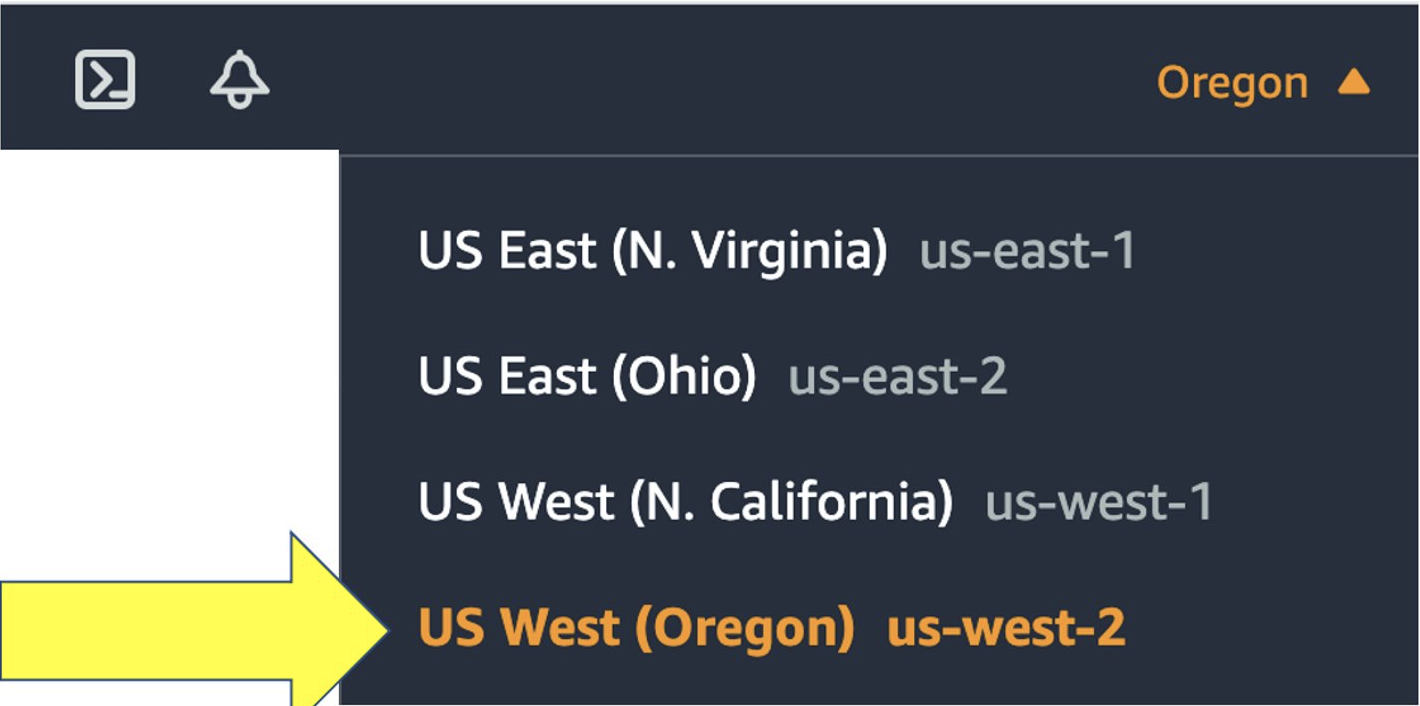 Oregon ▲
US East (N. Virginia) us-east-1
US East (Ohio) us-east-2
US West (N. California) us-west-1
US West (Oregon) us-west-2